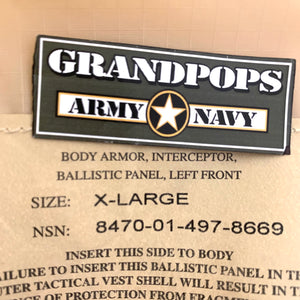 GRANDPOPS
ARMY NAVY
BODY ARMOR, INTERCEPTOR,
BALLISTIC PANEL, LEFT FRONT
SIZE: X-LARGE
NSN: 8470-01-497-8669
INSERT THIS SIDE TO BODY
FAILURE TO INSERT THIS BALLISTIC PANEL IN THE
OUTER TACTICAL VEST SHELL WILL RESULT IN
OF PROTECTION FROM